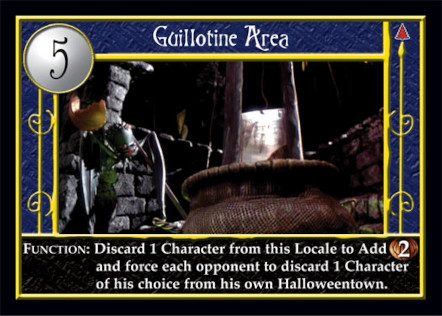 5
Guillotine Area
FUNCTION: Discard 1 Character from this Locale to Add 2
and force each opponent to discard 1 Character
of his choice from his own Halloweentown.